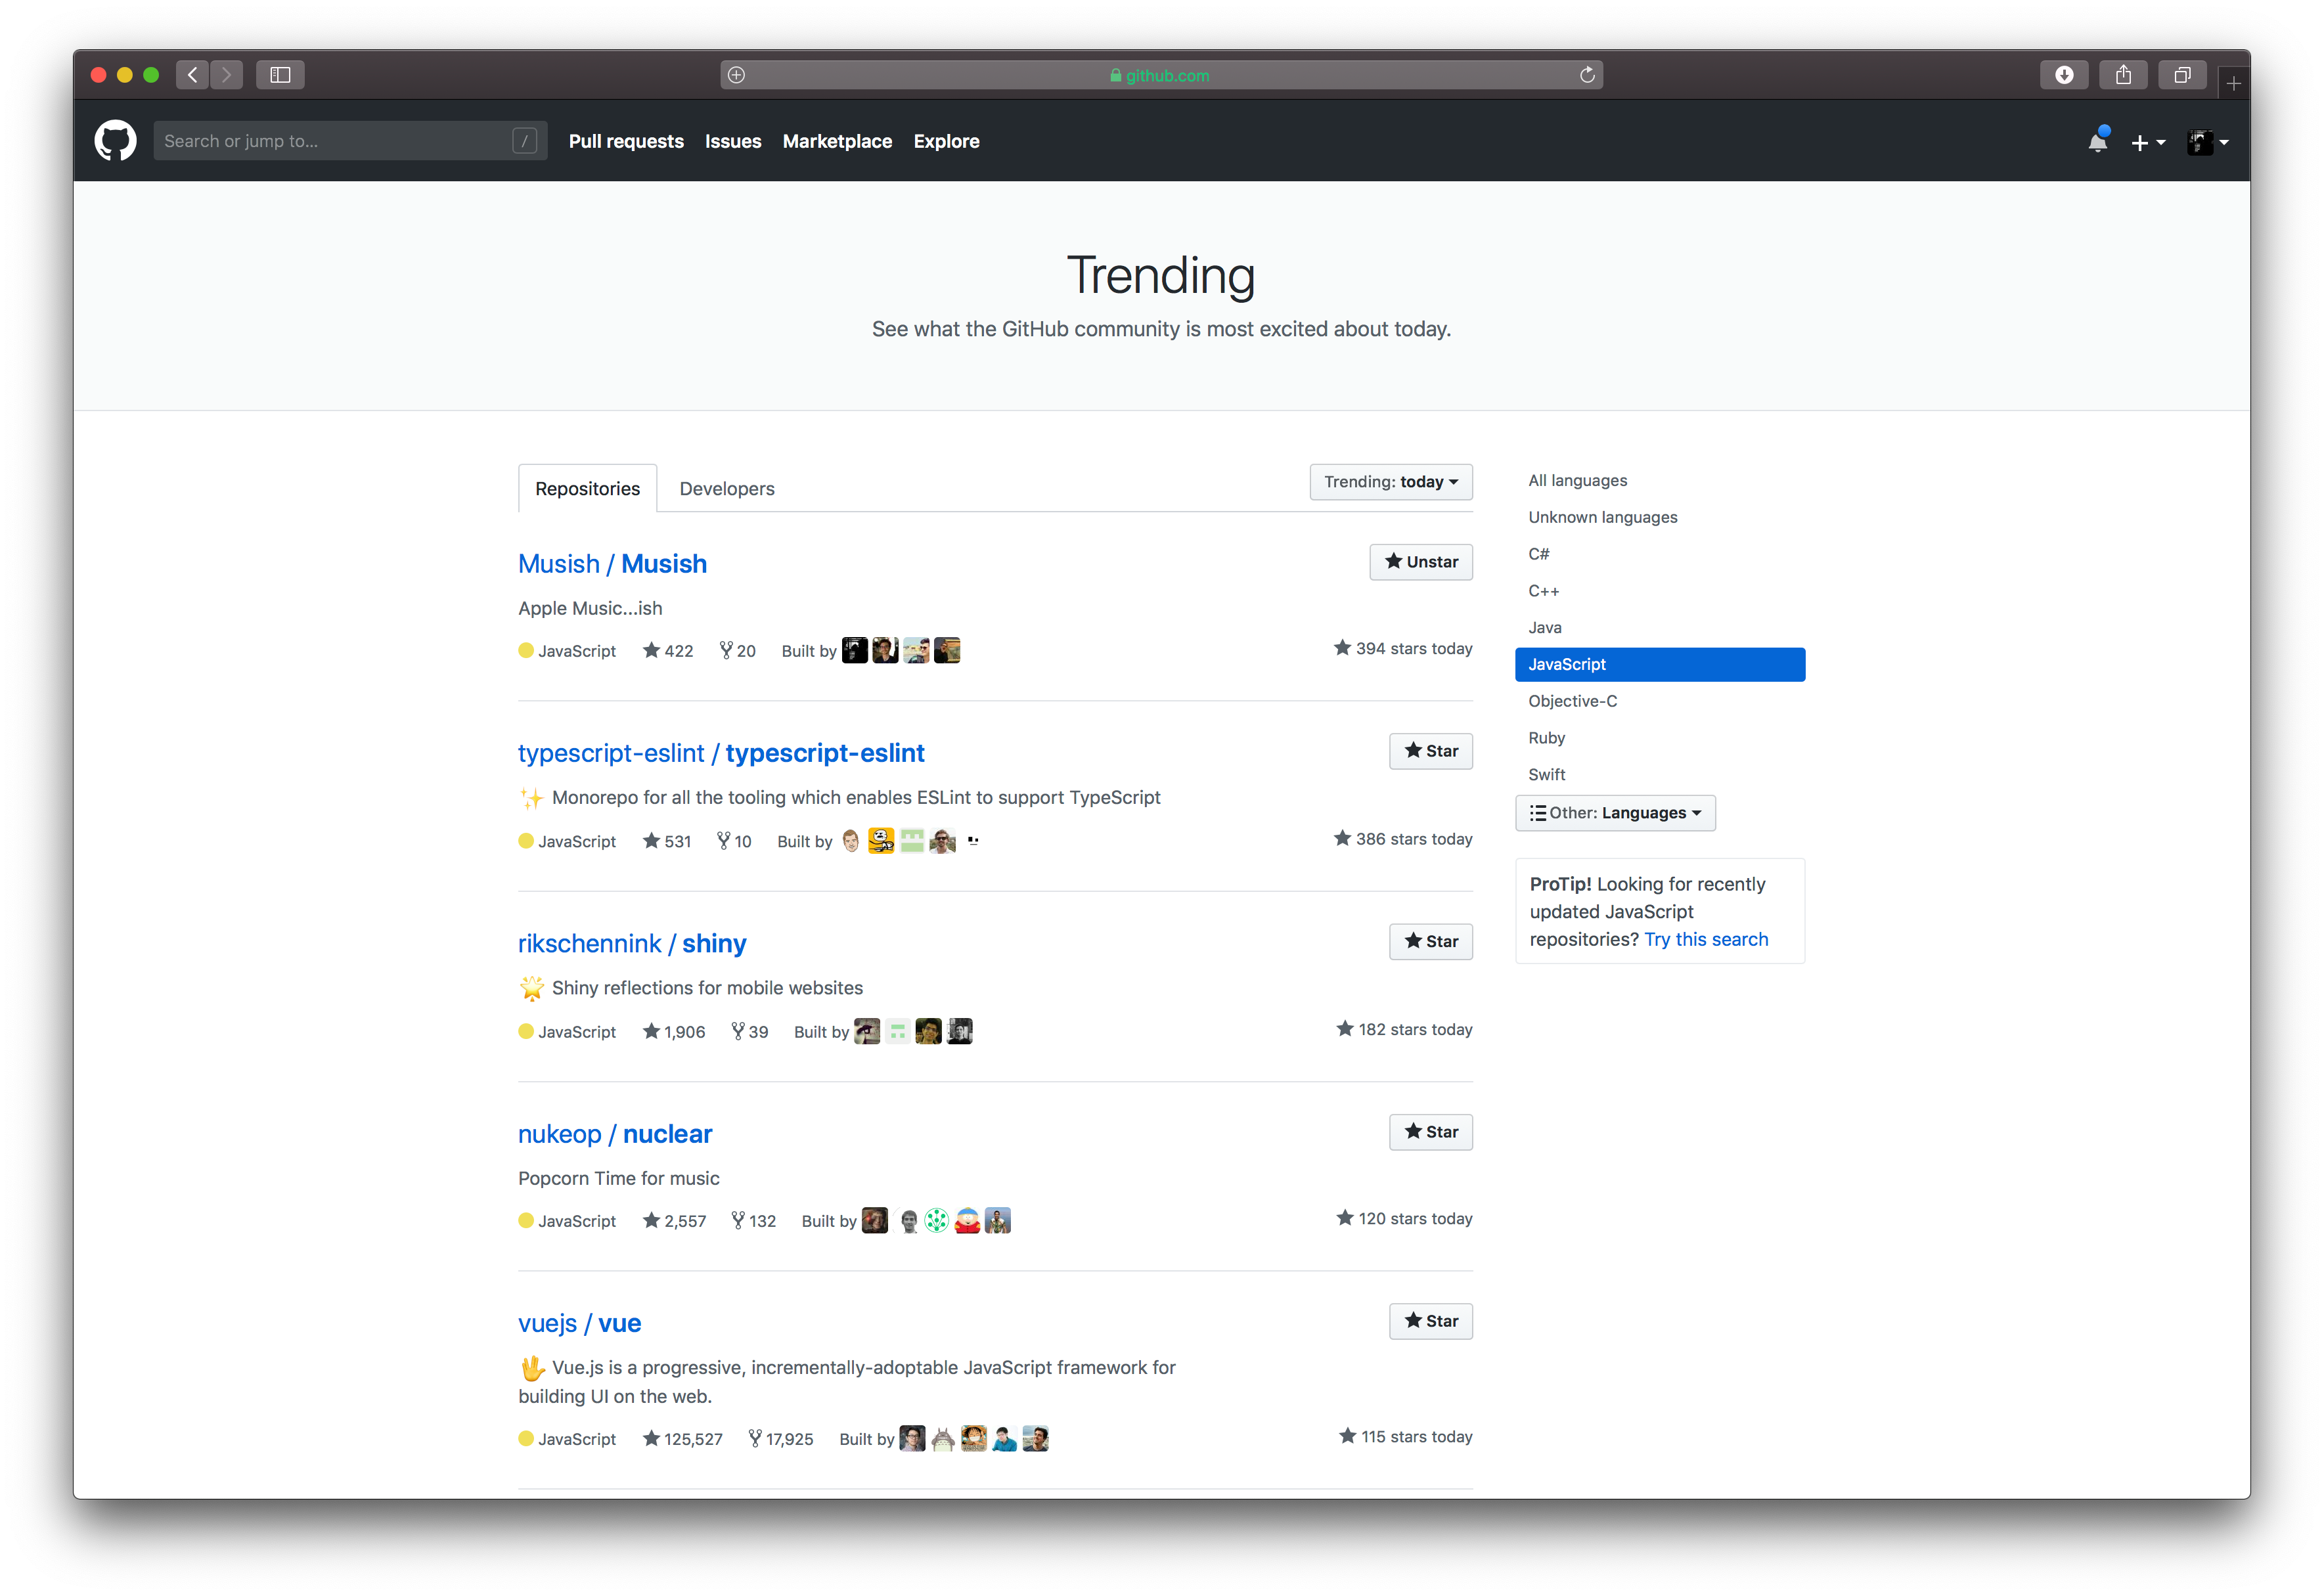 github.com
Search or jump to... /
Pull requests Issues Marketplace Explore
Trending
See what the GitHub community is most excited about today.
Repositories Developers Trending: today
Musish / Musish Unstar
Apple Music...ish
JavaScript 422 20 Built by 394 stars today
typescript-eslint / typescript-eslint Star
✨ Monorepo for all the tooling which enables ESLint to support TypeScript
JavaScript 531 10 Built by 386 stars today
rikschennink / shiny Star
🌟 Shiny reflections for mobile websites
JavaScript 1,906 39 Built by 182 stars today
nukeop / nuclear Star
Popcorn Time for music
JavaScript 2,557 132 Built by 120 stars today
vuejs / vue Star
🖖 Vue.js is a progressive, incrementally-adoptable JavaScript framework for
building UI on the web.
JavaScript 125,527 17,925 Built by 115 stars today
All languages
Unknown languages
C#
C++
Java
JavaScript
Objective-C
Ruby
Swift
Other: Languages
ProTip! Looking for recently
updated JavaScript
repositories? Try this search